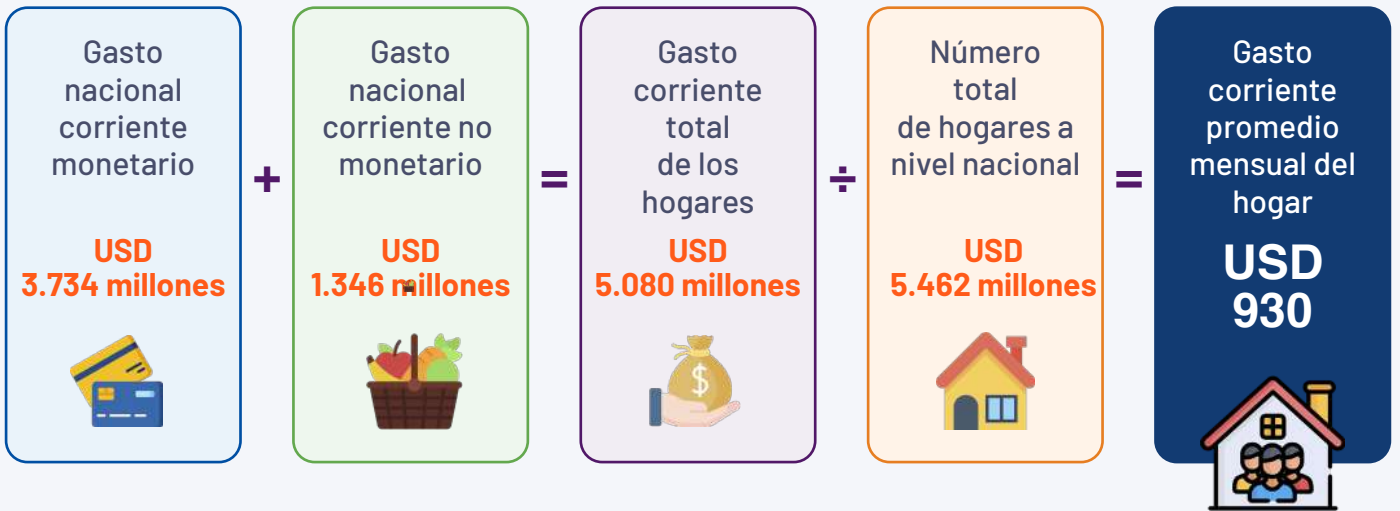 Gasto
nacional
corriente
monetario
USD
3.734 millones
+
Gasto
nacional
corriente no
monetario
USD
1.346 millones
=
Gasto
corriente
total
de los
hogares
USD
5.080 millones
÷
Número
total
de hogares a
nivel nacional
USD
5.462 millones
=
Gasto
corriente
promedio
mensual del
hogar
USD
930
$